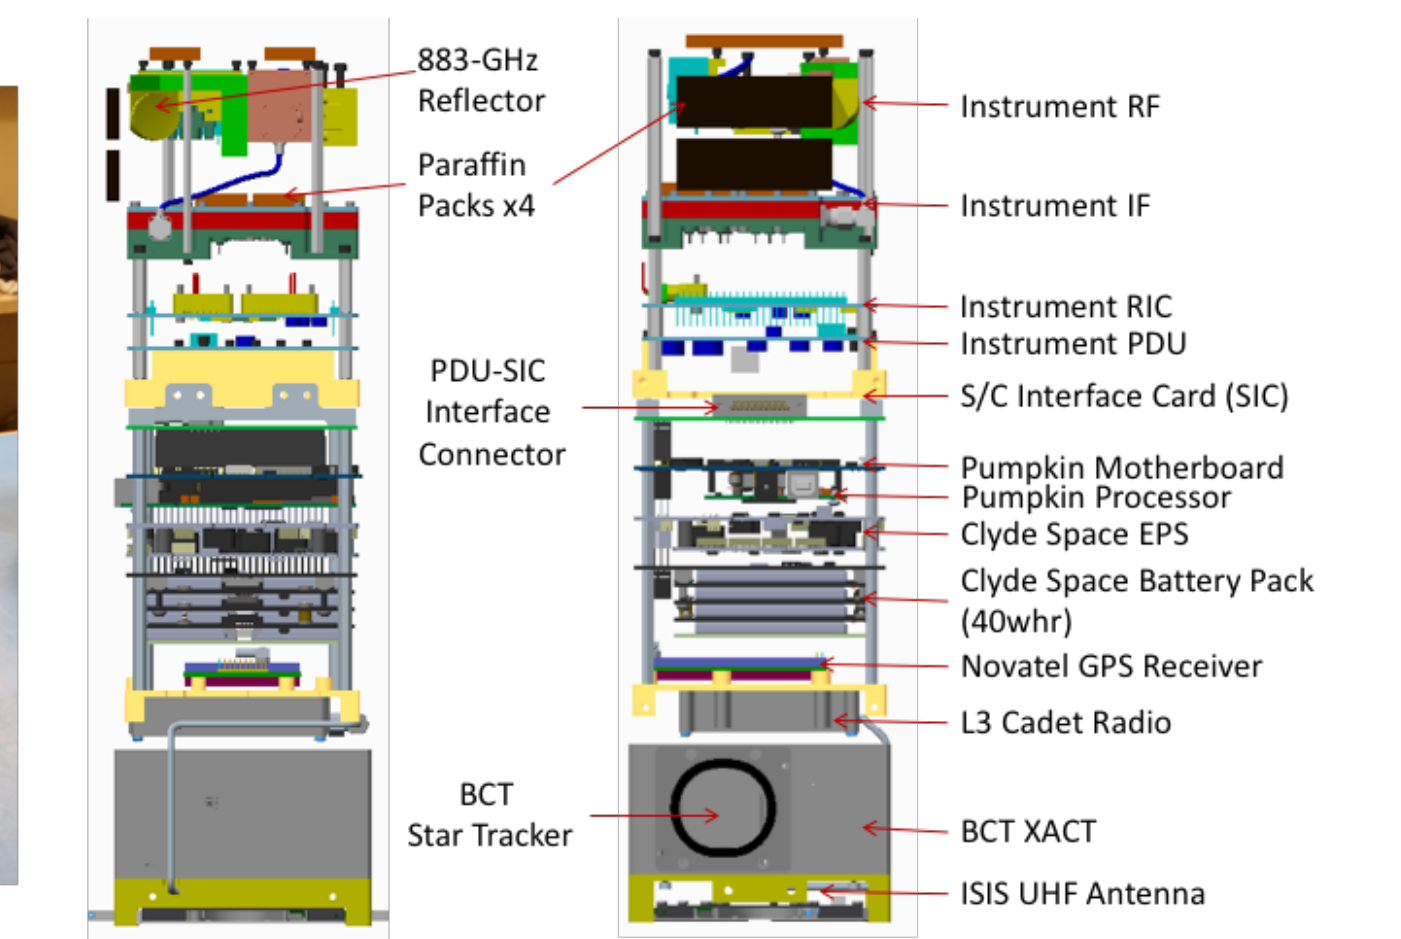 883-GHz
Reflector
Paraffin
Packs x4
PDU-SIC
Interface
Connector
BCT
Star Tracker
Instrument RF
Instrument IF
Instrument RIC
Instrument PDU
S/C Interface Card (SIC)
Pumpkin Motherboard
Pumpkin Processor
Clyde Space EPS
Clyde Space Battery Pack
(40whr)
Novatel GPS Receiver
L3 Cadet Radio
BCT XACT
ISIS UHF Antenna